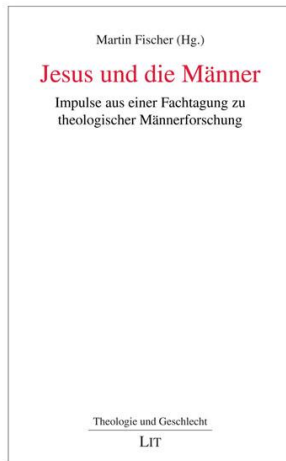 Martin Fischer (Hg.)
Jesus und die Männer
Impulse aus einer Fachtagung zu
theologischer Männerforschung
Theologie und Geschlecht
LIT